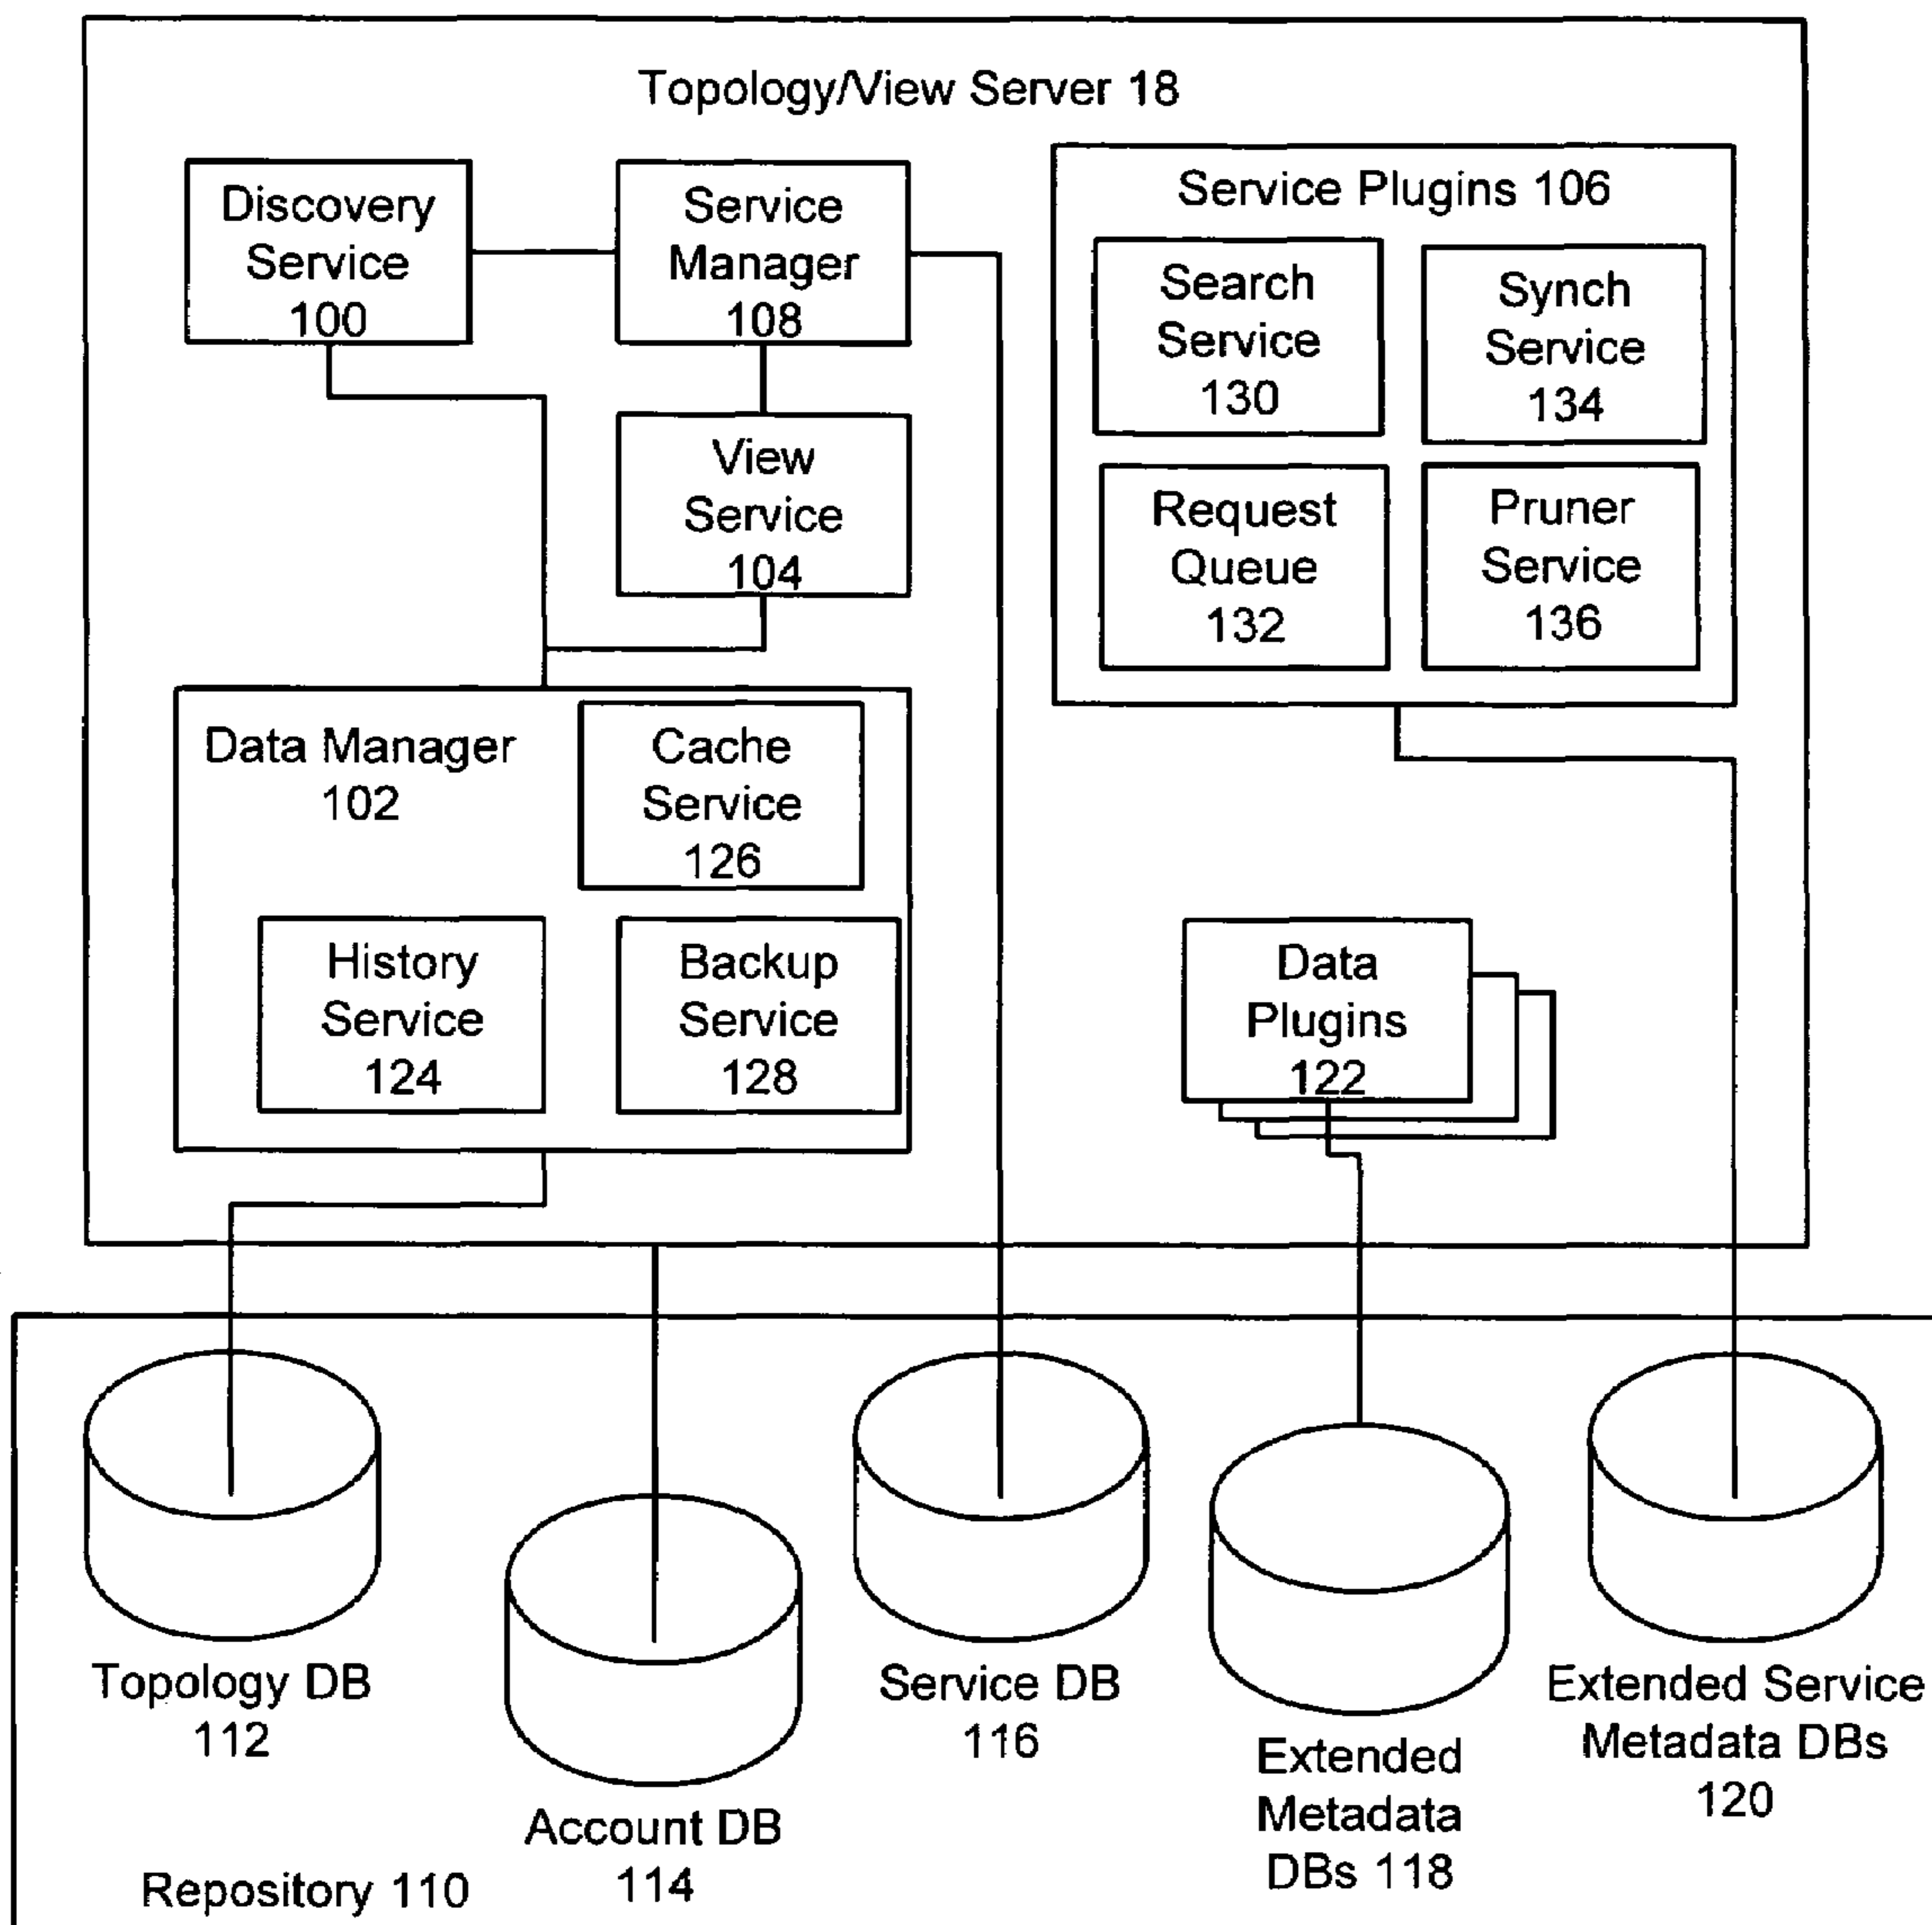 Topology/View Server 18
Discovery
Service
100
Service
Manager
108
View
Service
104
Service Plugins 106
Search
Service
130
Synch
Service
134
Request
Queue
132
Pruner
Service
136
Data Manager
102
Cache
Service
126
History
Service
124
Backup
Service
128
Data
Plugins
122
Topology DB
112
Account DB
114
Service DB
116
Extended
Metadata
DBs 118
Extended Service
Metadata DBs
120
Repository 110